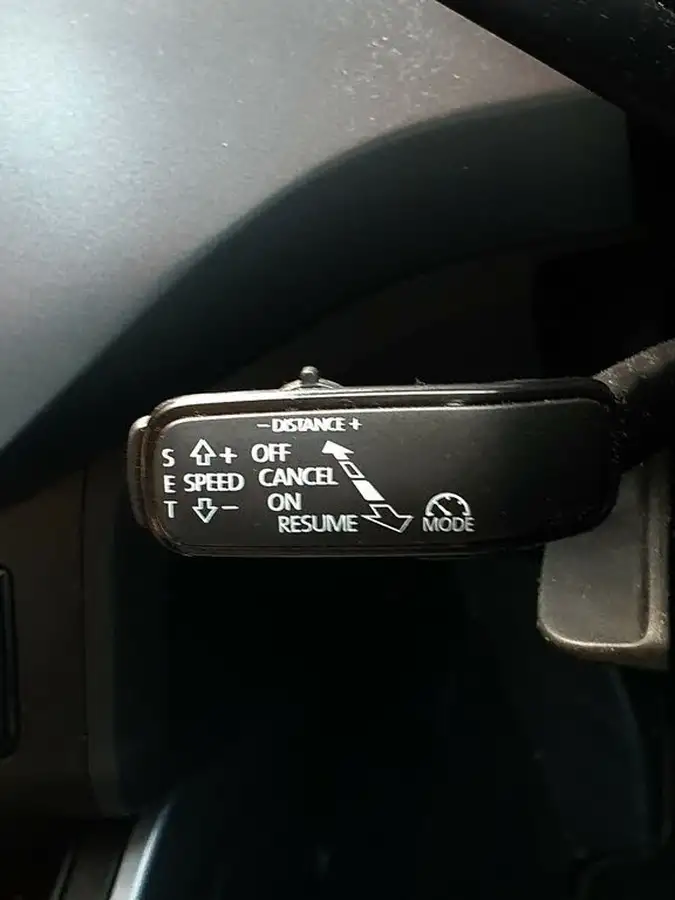 – DISTANCE +
S + OFF
E SPEED CANCEL
T – ON
RESUME MODE